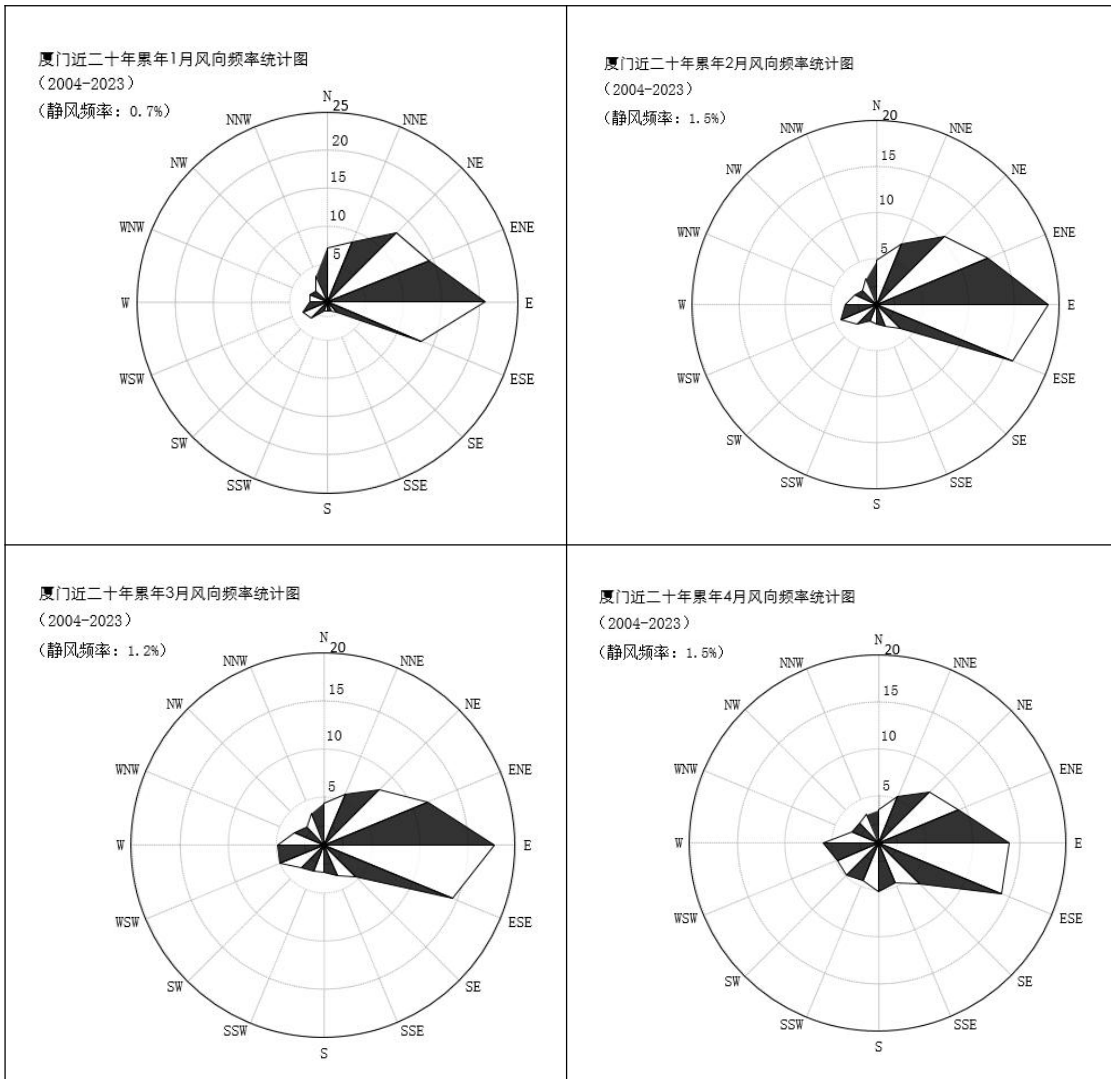 厦门近二十年累年1月风向频率统计图
（2004-2023）
（静风频率：0.7%）
N
25
20
15
10
5
NNE
NE
ENE
E
ESE
SE
SSE
S
SSW
SW
WSW
W
WNW
NW
NNW
厦门近二十年累年2月风向频率统计图
（2004-2023）
（静风频率：1.5%）
N
20
15
10
5
NNE
NE
ENE
E
ESE
SE
SSE
S
SSW
SW
WSW
W
WNW
NW
NNW
厦门近二十年累年3月风向频率统计图
（2004-2023）
（静风频率：1.2%）
N
20
15
10
5
NNE
NE
ENE
E
ESE
SE
SSE
S
SSW
SW
WSW
W
WNW
NW
NNW
厦门近二十年累年4月风向频率统计图
（2004-2023）
（静风频率：1.5%）
N
20
15
10
5
NNE
NE
ENE
E
ESE
SE
SSE
S
SSW
SW
WSW
W
WNW
NW
NNW